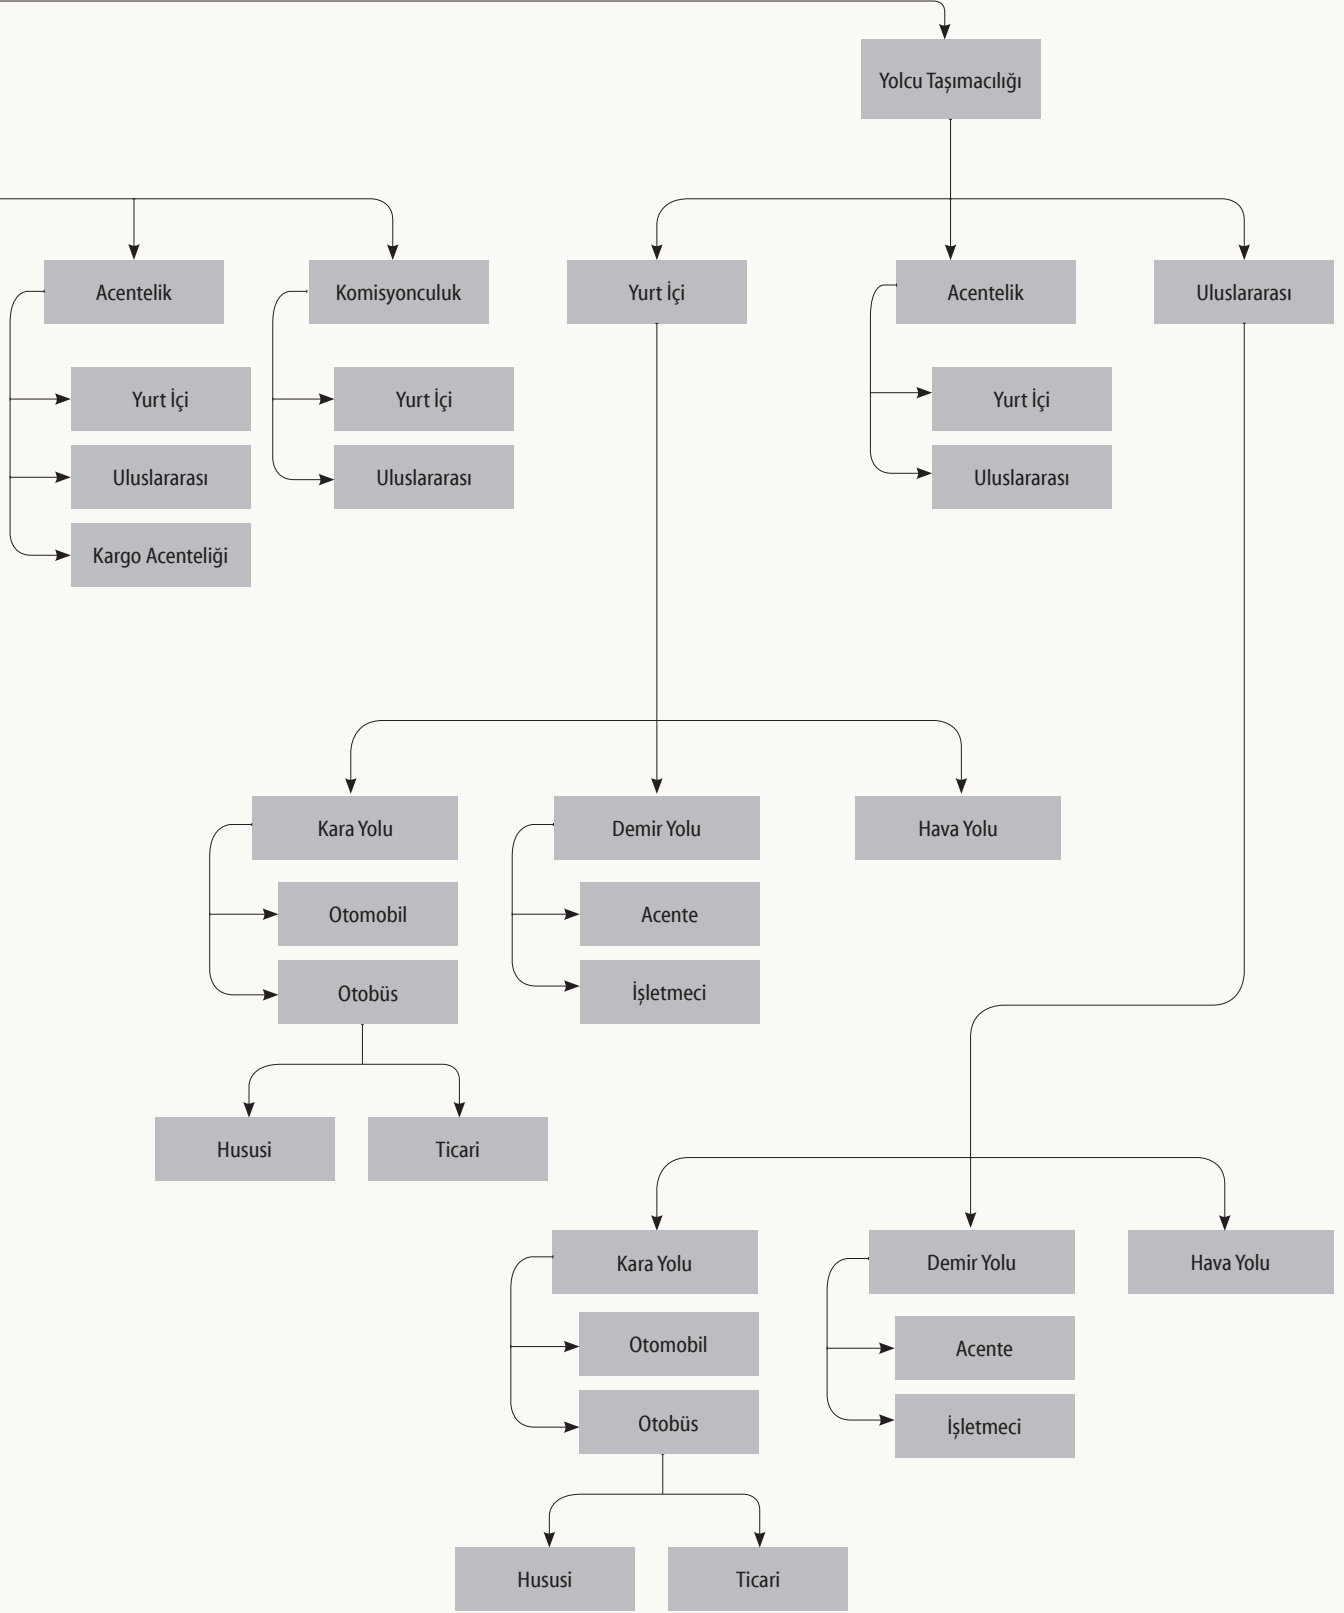 Yolcu Taşımacılığı
Acentelik
Komisyonculuk
Yurt İçi
Acentelik
Uluslararası
Yurt İçi
Yurt İçi
Yurt İçi
Uluslararası
Uluslararası
Uluslararası
Kargo Acenteliği
Kara Yolu
Demir Yolu
Hava Yolu
Otomobil
Acente
Otobüs
İşletmeci
Hususi
Ticari
Kara Yolu
Demir Yolu
Hava Yolu
Otomobil
Acente
Otobüs
İşletmeci
Hususi
Ticari